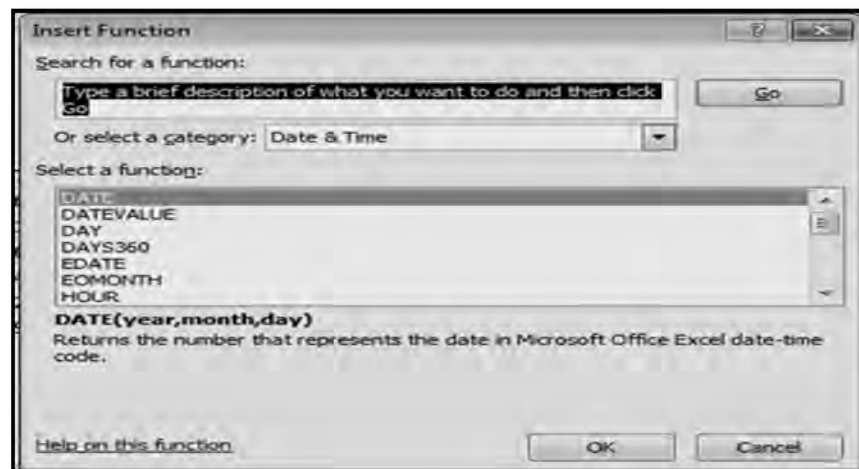 Insert Function
Search for a function:
Type a brief description of what you want to do and then click
Go
Go
Or select a category: Date & Time
Select a function:
DATE
DATEVALUE
DAY
DAYS360
EDATE
EOMONTH
HOUR
DATE(year,month,day)
Returns the number that represents the date in Microsoft Office Excel date-time
code.
Help on this function
OK
Cancel